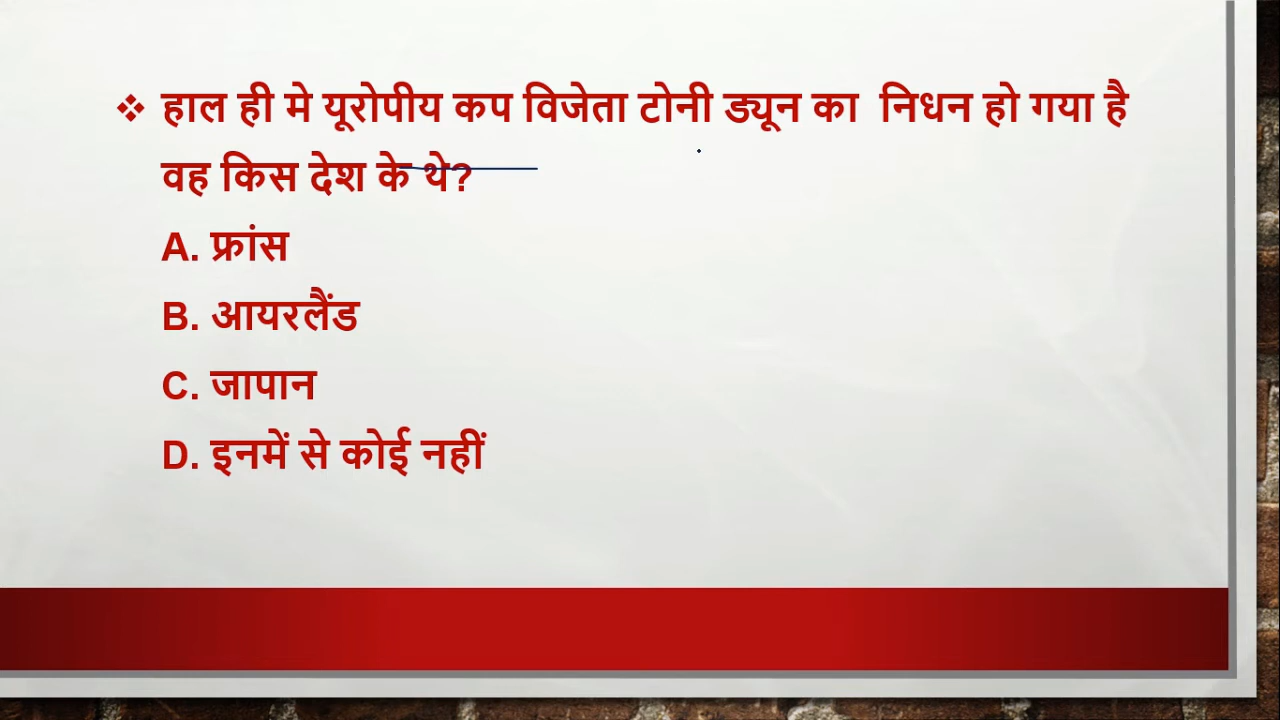 ❖ हाल ही मे यूरोपीय कप विजेता टोनी ड्यून का निधन हो गया है
वह किस देश के थे?
A. फ्रांस
B. आयरलैंड
C. जापान
D. इनमें से कोई नहीं